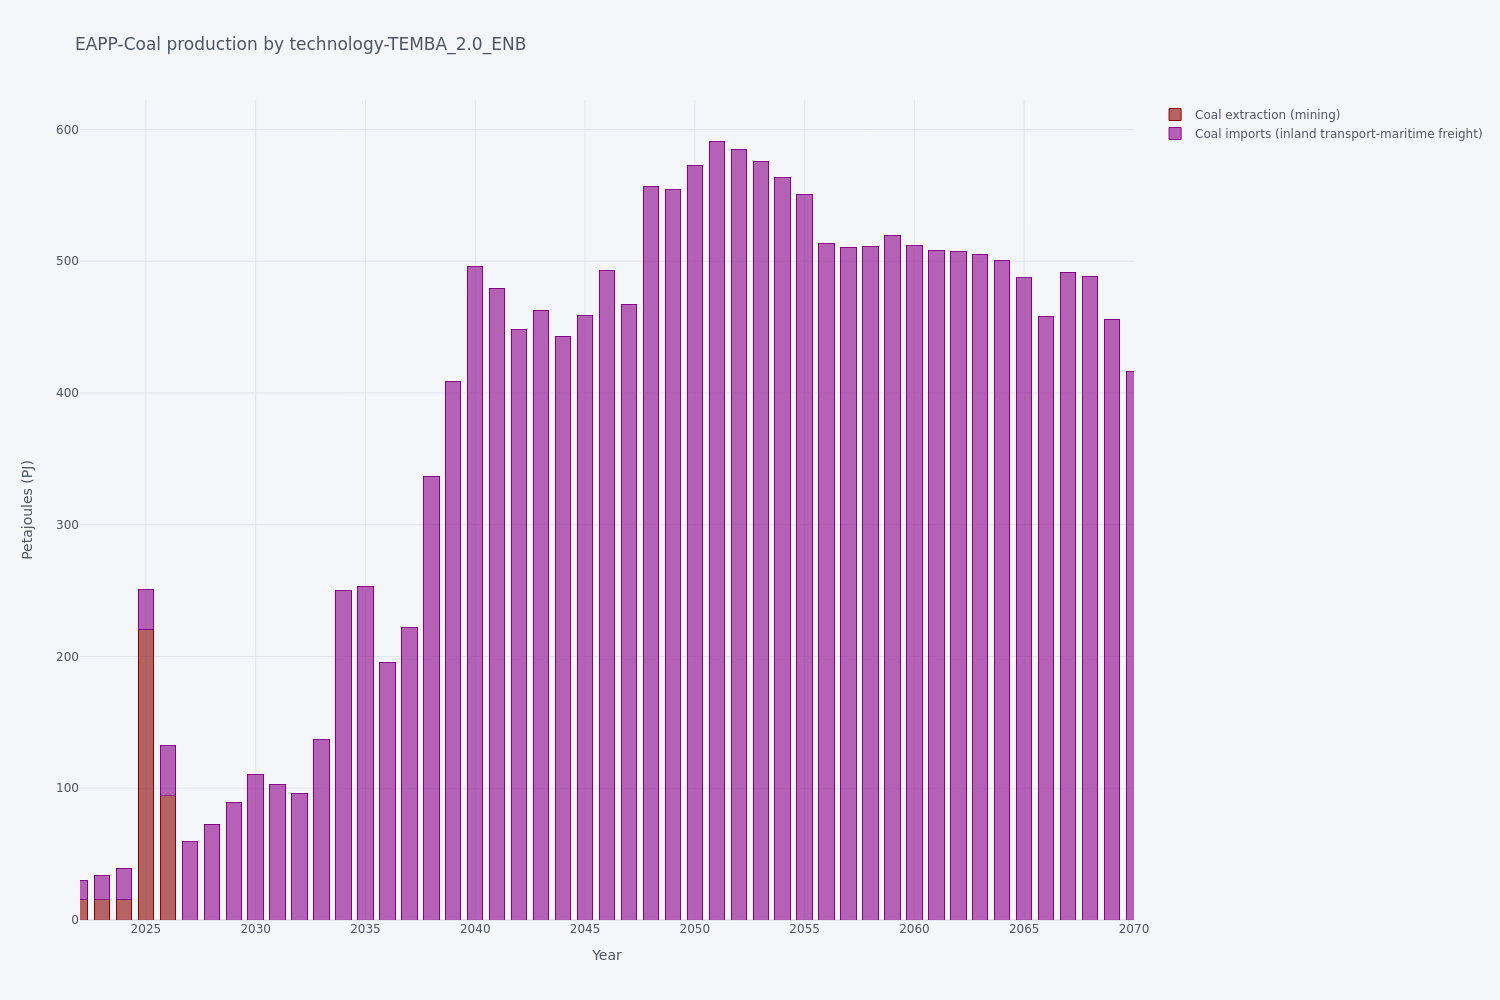 EAPP-Coal production by technology-TEMBA_2.0_ENB
Coal extraction (mining)
Coal imports (inland transport-maritime freight)
Petajoules (PJ)
600
500
400
300
200
100
0
2025 2030 2035 2040 2045 2050 2055 2060 2065 2070
Year